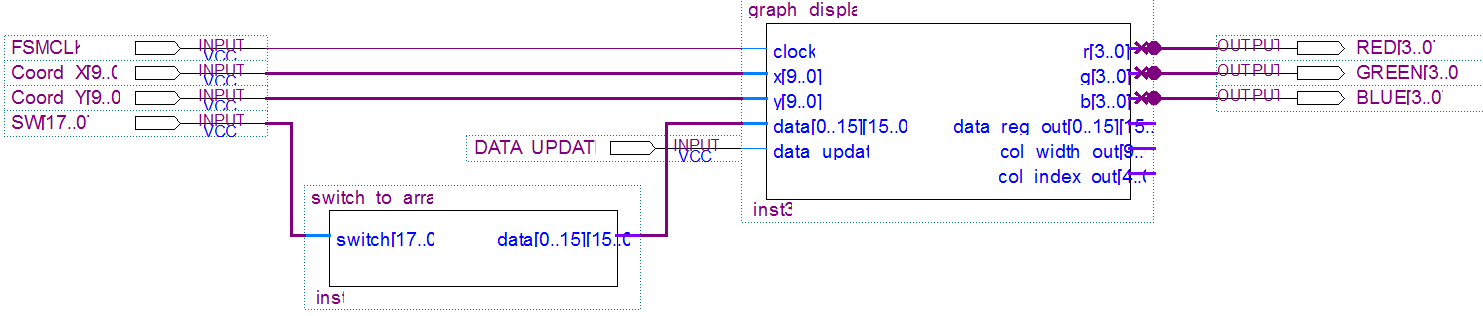 graph displa
FSMCLK INPUT VCC
Coord X[9..0 INPUT VCC
Coord Y[9..0 INPUT VCC
SW[17..0 INPUT VCC
clock
x[9..0]
y[9..0]
data[0..15][15..0
data updat
r[3..0]
g[3..0]
b[3..0]
data reg out[0..15][15..
col width out[9..
col index out[4..0
OUTPUT RED[3..0
OUTPUT GREEN[3..0
OUTPUT BLUE[3..0
DATA UPDAT INPUT VCC
inst3
switch to arra
switch[17..0
data[0..15][15..0
inst